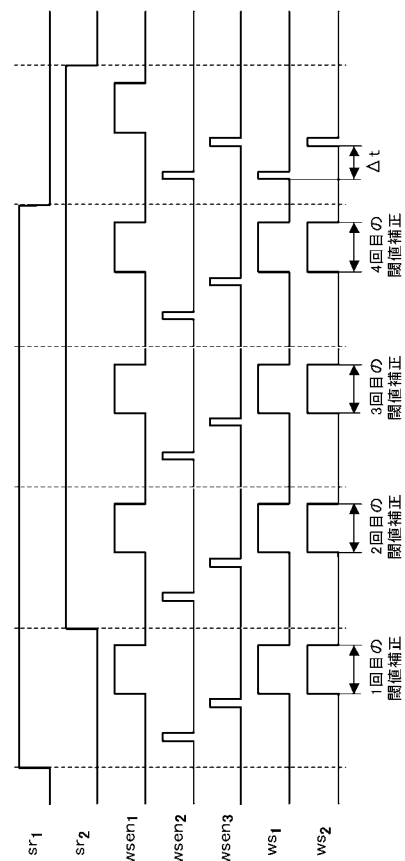 sr1
sr2
wsen1
wsen2
wsen3
ws1
ws2
1回目の
閾値補正
2回目の
閾値補正
3回目の
閾値補正
4回目の
閾値補正
Δt